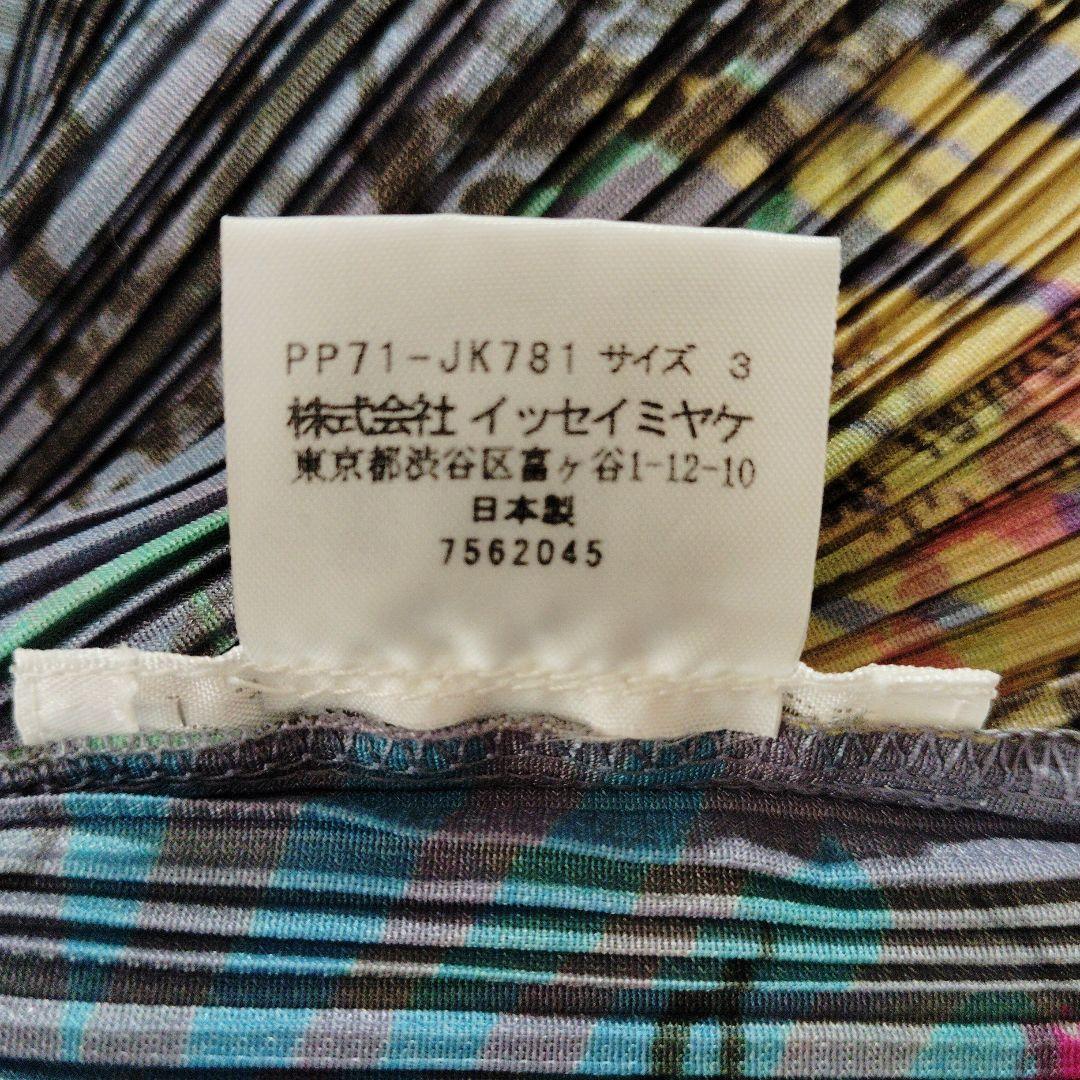 PP71-JK781 サイズ 3
株式会社 イッセイミヤケ
東京都渋谷区富ヶ谷1-12-10
日本製
7562045